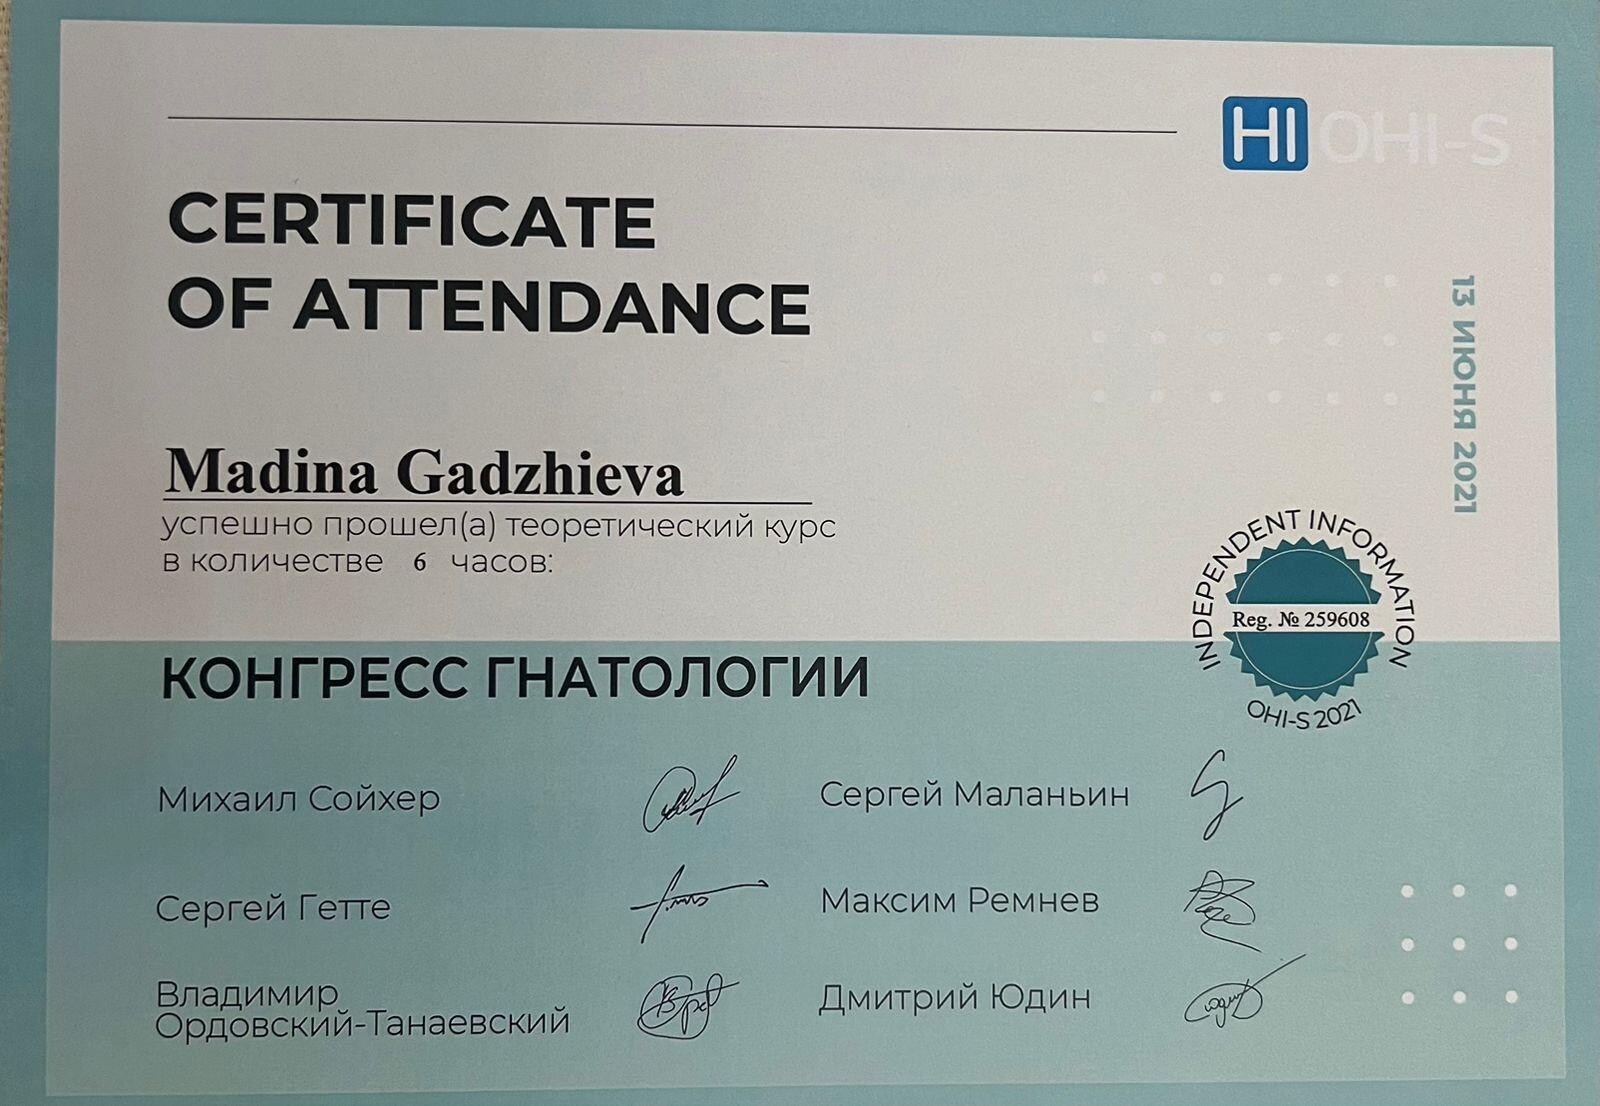 HI OHI-S
CERTIFICATE
OF ATTENDANCE
13 ИЮНЯ 2021
Madina Gadzhieva
успешно прошел(а) теоретический курс
в количестве 6 часов:
INDEPENDENT INFORMATION
Reg. № 259608
OHI-S 2021
КОНГРЕСС ГНАТОЛОГИИ
Михаил Сойхер
Сергей Маланьин
Сергей Гетте
Максим Ремнев
Владимир
Ордовский-Танаевский
Дмитрий Юдин